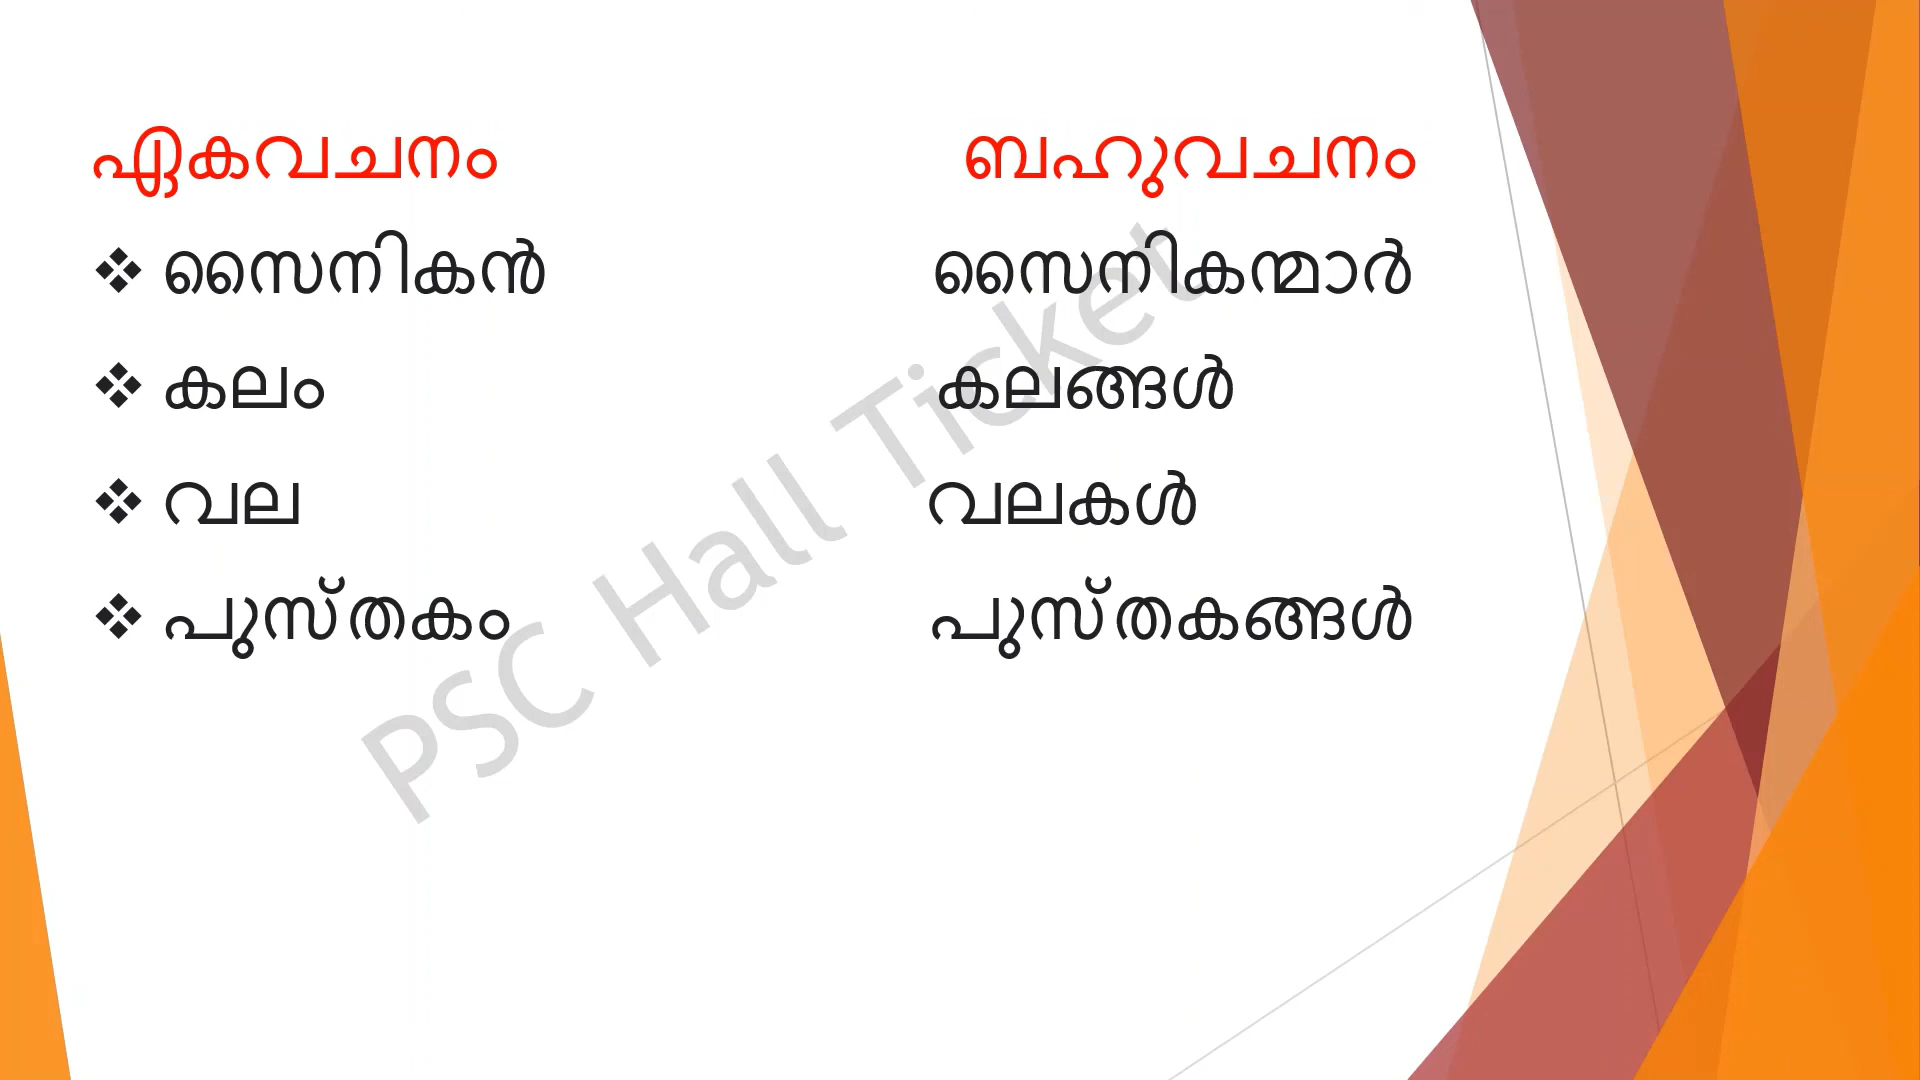 ഏകവചനം ബഹുവചനം
❖ സൈനികൻ സൈനികന്മാർ
❖ കലം കലങ്ങൾ
❖ വല വലകൾ
❖ പുസ്തകം പുസ്തകങ്ങൾ
PSC Hall Ticket